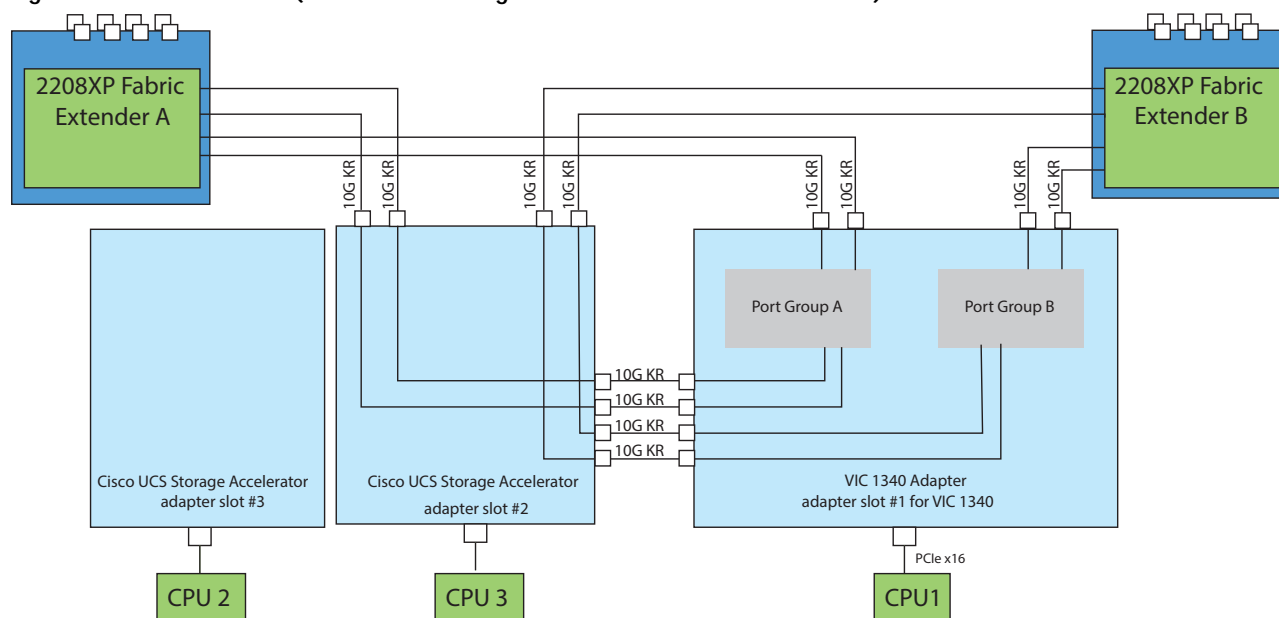 2208XP Fabric
Extender A
2208XP Fabric
Extender B
10G KR
10G KR
10G KR
10G KR
10G KR
10G KR
10G KR
10G KR
Port Group A
Port Group B
10G KR
10G KR
10G KR
10G KR
Cisco UCS Storage Accelerator
adapter slot #3
Cisco UCS Storage Accelerator
adapter slot #2
VIC 1340 Adapter
adapter slot #1 for VIC 1340
PCIe x16
CPU 2
CPU 3
CPU1